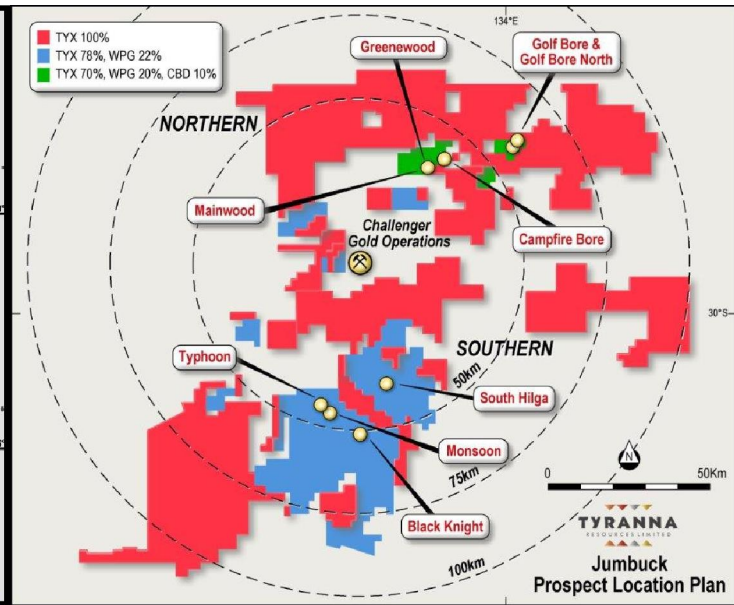 TYX 100%
TYX 78%, WPG 22%
TYX 70%, WPG 20%, CBD 10%
134°E
Greenewood
Golf Bore &
Golf Bore North
NORTHERN
Mainwood
Challenger
Gold Operations
Campfire Bore
30°S
SOUTHERN
Typhoon
50km
South Hilga
Monsoon
75km
Black Knight
100km
N
0
50Km
TYRANNA
RESOURCES LIMITED
Jumbuck
Prospect Location Plan